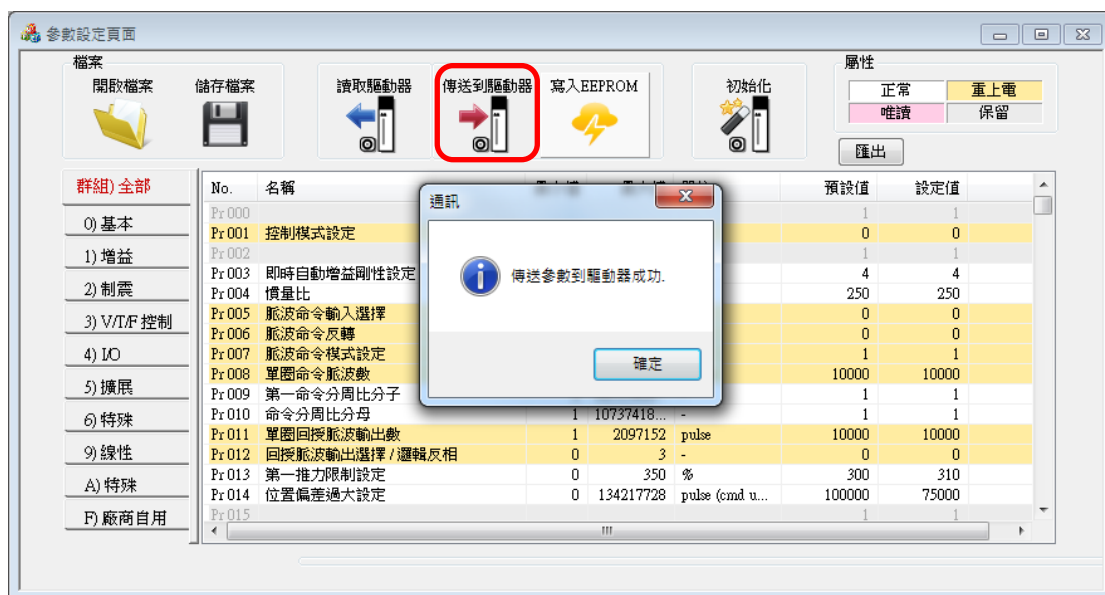 參數設定頁面
檔案
開啟檔案 儲存檔案 讀取驅動器 傳送到驅動器 寫入EEPROM 初始化
屬性
正常 重上電
唯讀 保留
匯出
群組) 全部
0) 基本
1) 增益
2) 制震
3) V/T/F 控制
4) I/O
5) 擴展
6) 特殊
9) 線性
A) 特殊
F) 廠商自用
No. 名稱 預設值 設定值
Pr 000 1 1
Pr 001 控制模式設定 0 0
Pr 002 1 1
Pr 003 即時自動增益剛性設定 4 4
Pr 004 慣量比 250 250
Pr 005 脈波命令輸入選擇 0 0
Pr 006 脈波命令反轉 0 0
Pr 007 脈波命令模式設定 1 1
Pr 008 單圈命令脈波數 10000 10000
Pr 009 第一命令分周比分子 1 1
Pr 010 命令分周比分母 1 10737418... - 1 1
Pr 011 單圈回授脈波輸出數 1 2097152 pulse 10000 10000
Pr 012 回授脈波輸出選擇 / 邏輯反相 0 3 - 0 0
Pr 013 第一推力限制設定 0 350 % 300 310
Pr 014 位置偏差過大設定 0 134217728 pulse (cmd u... 100000 75000
Pr 015 1 1
通訊
傳送參數到驅動器成功.
確定